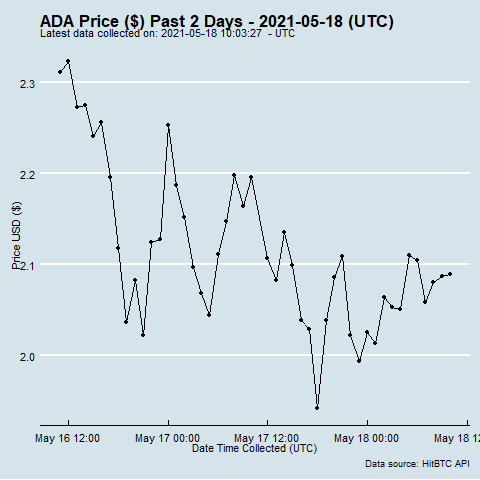 ADA Price ($) Past 2 Days - 2021-05-18 (UTC)
Latest data collected on: 2021-05-18 10:03:27 - UTC
2.3
2.2
2.1
2.0
Price USD ($)
May 16 12:00 May 17 00:00 May 17 12:00 May 18 00:00 May 18 12
Date Time Collected (UTC)
Data source: HitBTC API